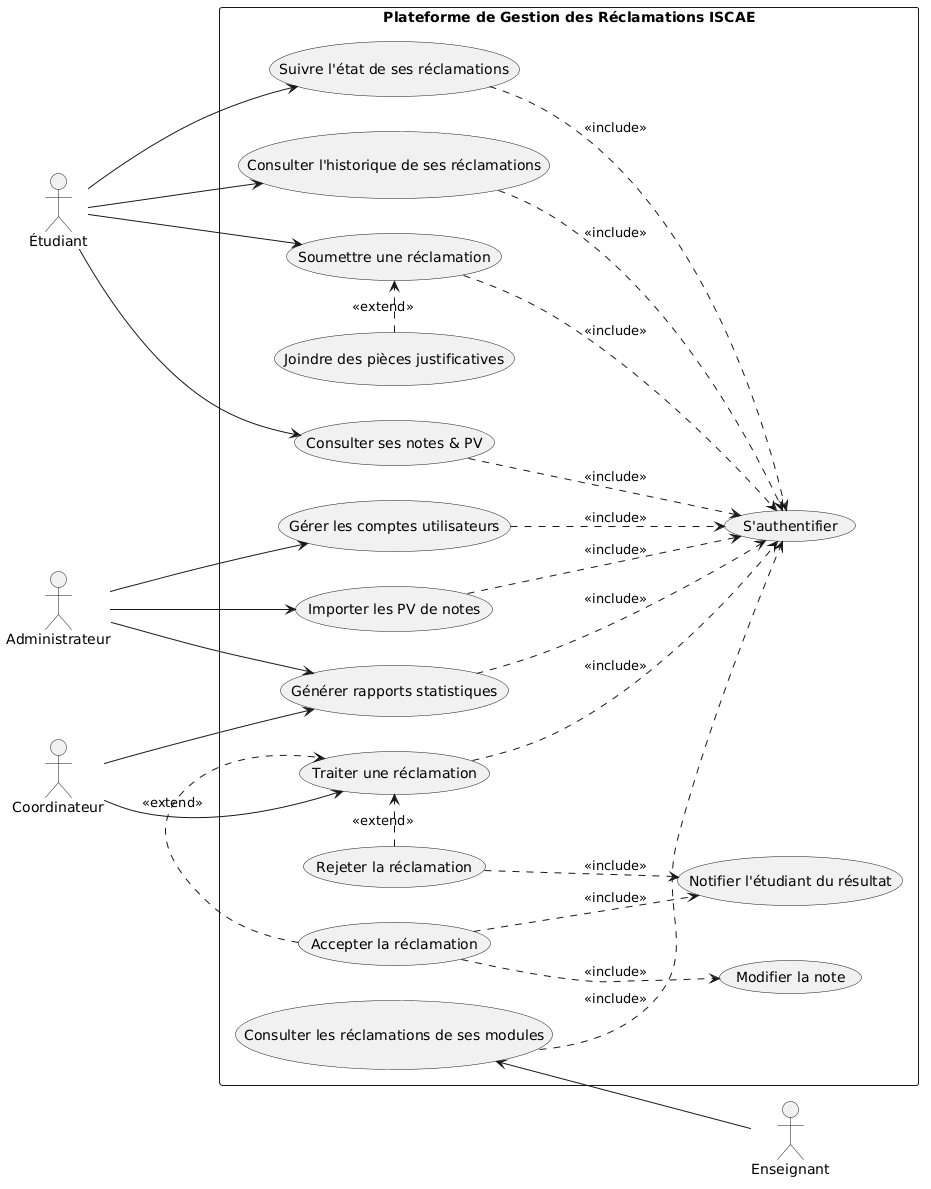 Plateforme de Gestion des Réclamations ISCAE
Suivre l'état de ses réclamations
«include»
Consulter l'historique de ses réclamations
Étudiant
«include»
Soumettre une réclamation
«extend»
«include»
Joindre des pièces justificatives
Consulter ses notes & PV
«include»
Gérer les comptes utilisateurs
«include»
S'authentifier
«include»
Importer les PV de notes
Administrateur
«include»
Générer rapports statistiques
«include»
Traiter une réclamation
Coordinateur
«extend»
«extend»
Rejeter la réclamation
«include»
Notifier l'étudiant du résultat
«include»
Accepter la réclamation
«include»
Modifier la note
«include»
Consulter les réclamations de ses modules
Enseignant